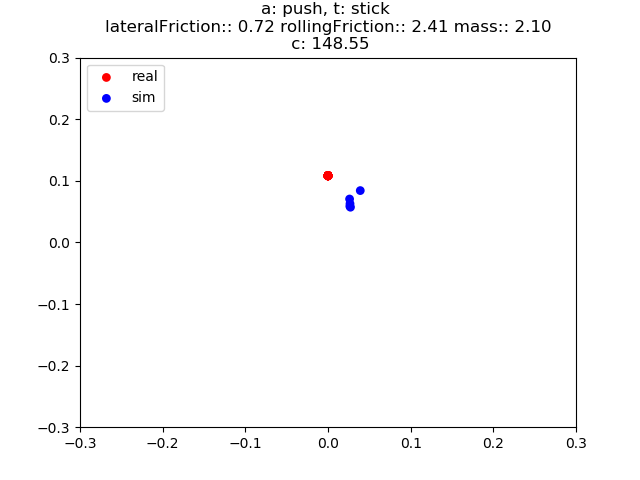 a: push, t: stick
lateralFriction:: 0.72 rollingFriction:: 2.41 mass:: 2.10
c: 148.55
real
sim
0.3
0.2
0.1
0.0
−0.1
−0.2
−0.3
−0.3 −0.2 −0.1 0.0 0.1 0.2 0.3